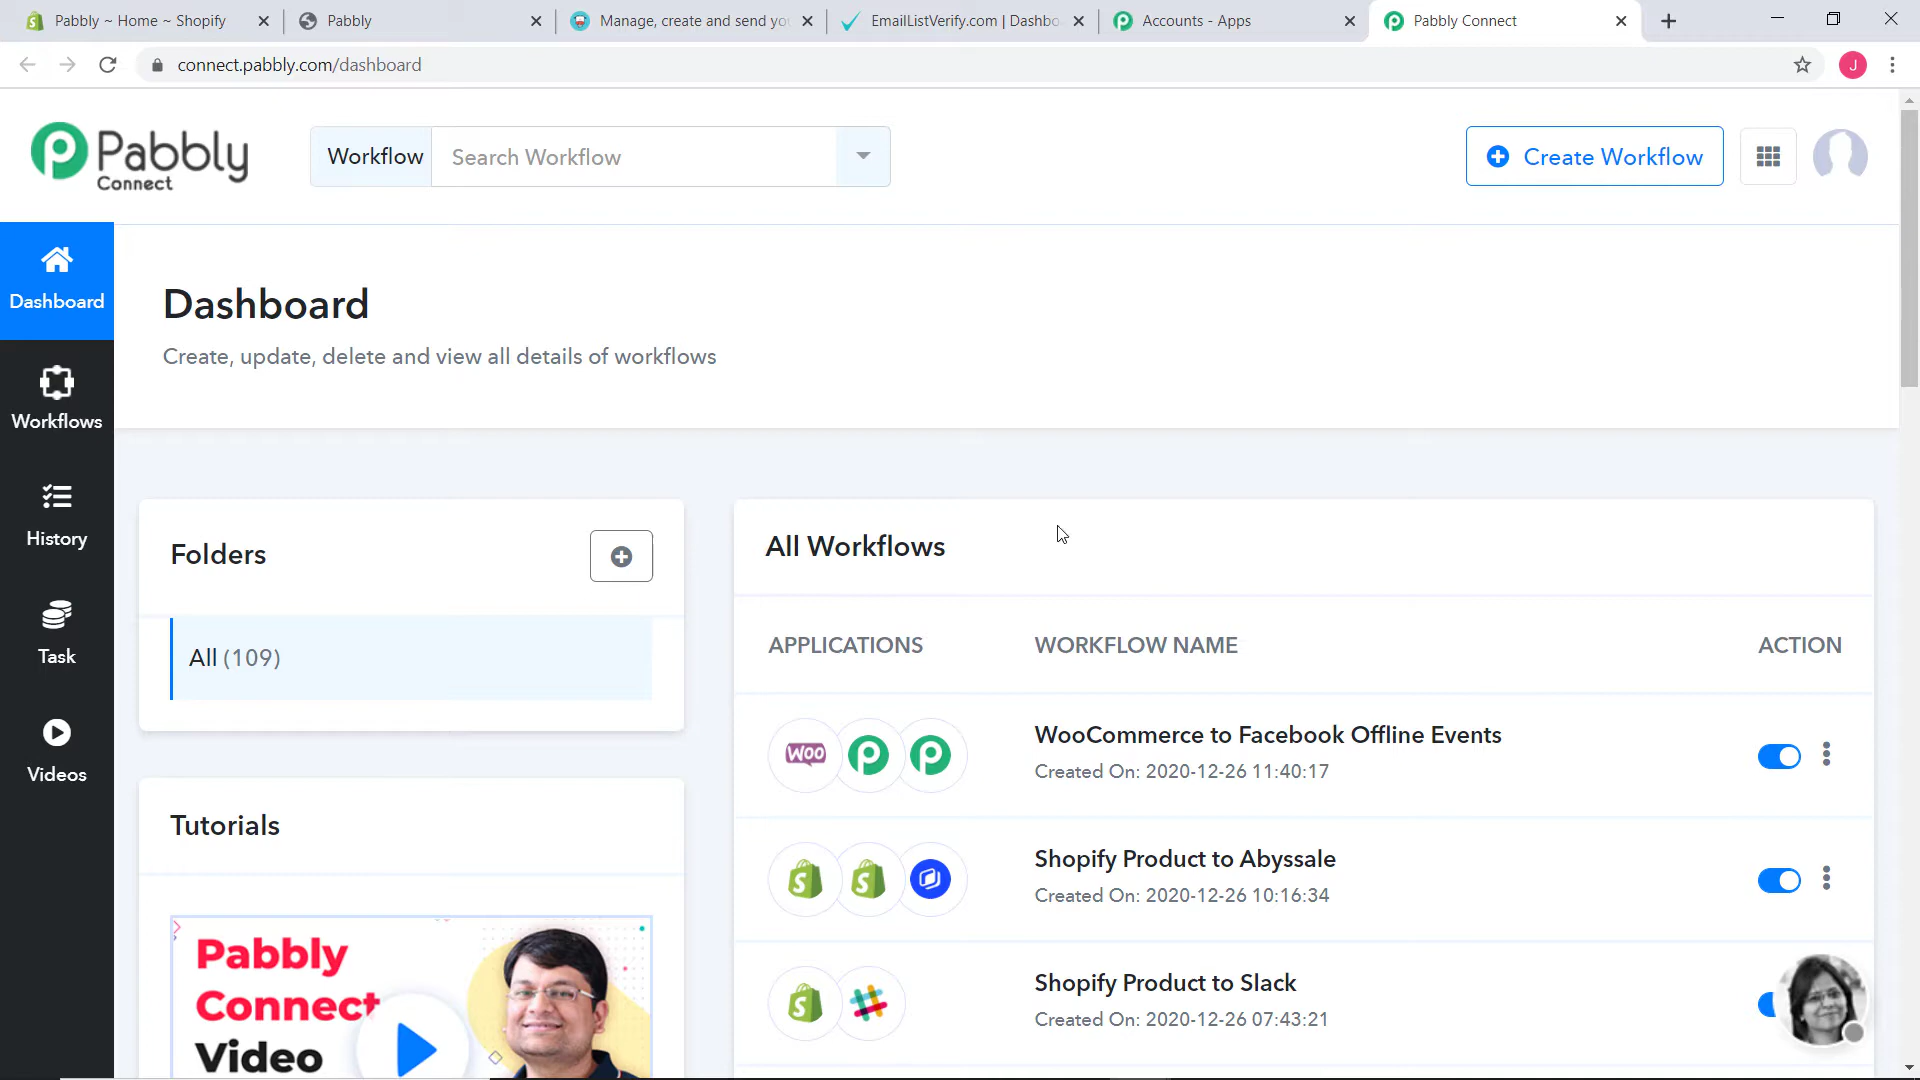 Pabbly ~ Home ~ Shopify
Pabbly
Manage, create and send yo
EmailListVerify.com | Dashbo
Accounts - Apps
Pabbly Connect
connect.pabbly.com/dashboard
J
Pabbly
Connect
Workflow
Search Workflow
Create Workflow
Dashboard
Workflows
History
Task
Videos
Dashboard
Create, update, delete and view all details of workflows
Folders
All (109)
Tutorials
Pabbly
Connect
Video
All Workflows
APPLICATIONS
WORKFLOW NAME
ACTION
WOO
WooCommerce to Facebook Offline Events
Created On: 2020-12-26 11:40:17
Shopify Product to Abyssale
Created On: 2020-12-26 10:16:34
Shopify Product to Slack
Created On: 2020-12-26 07:43:21